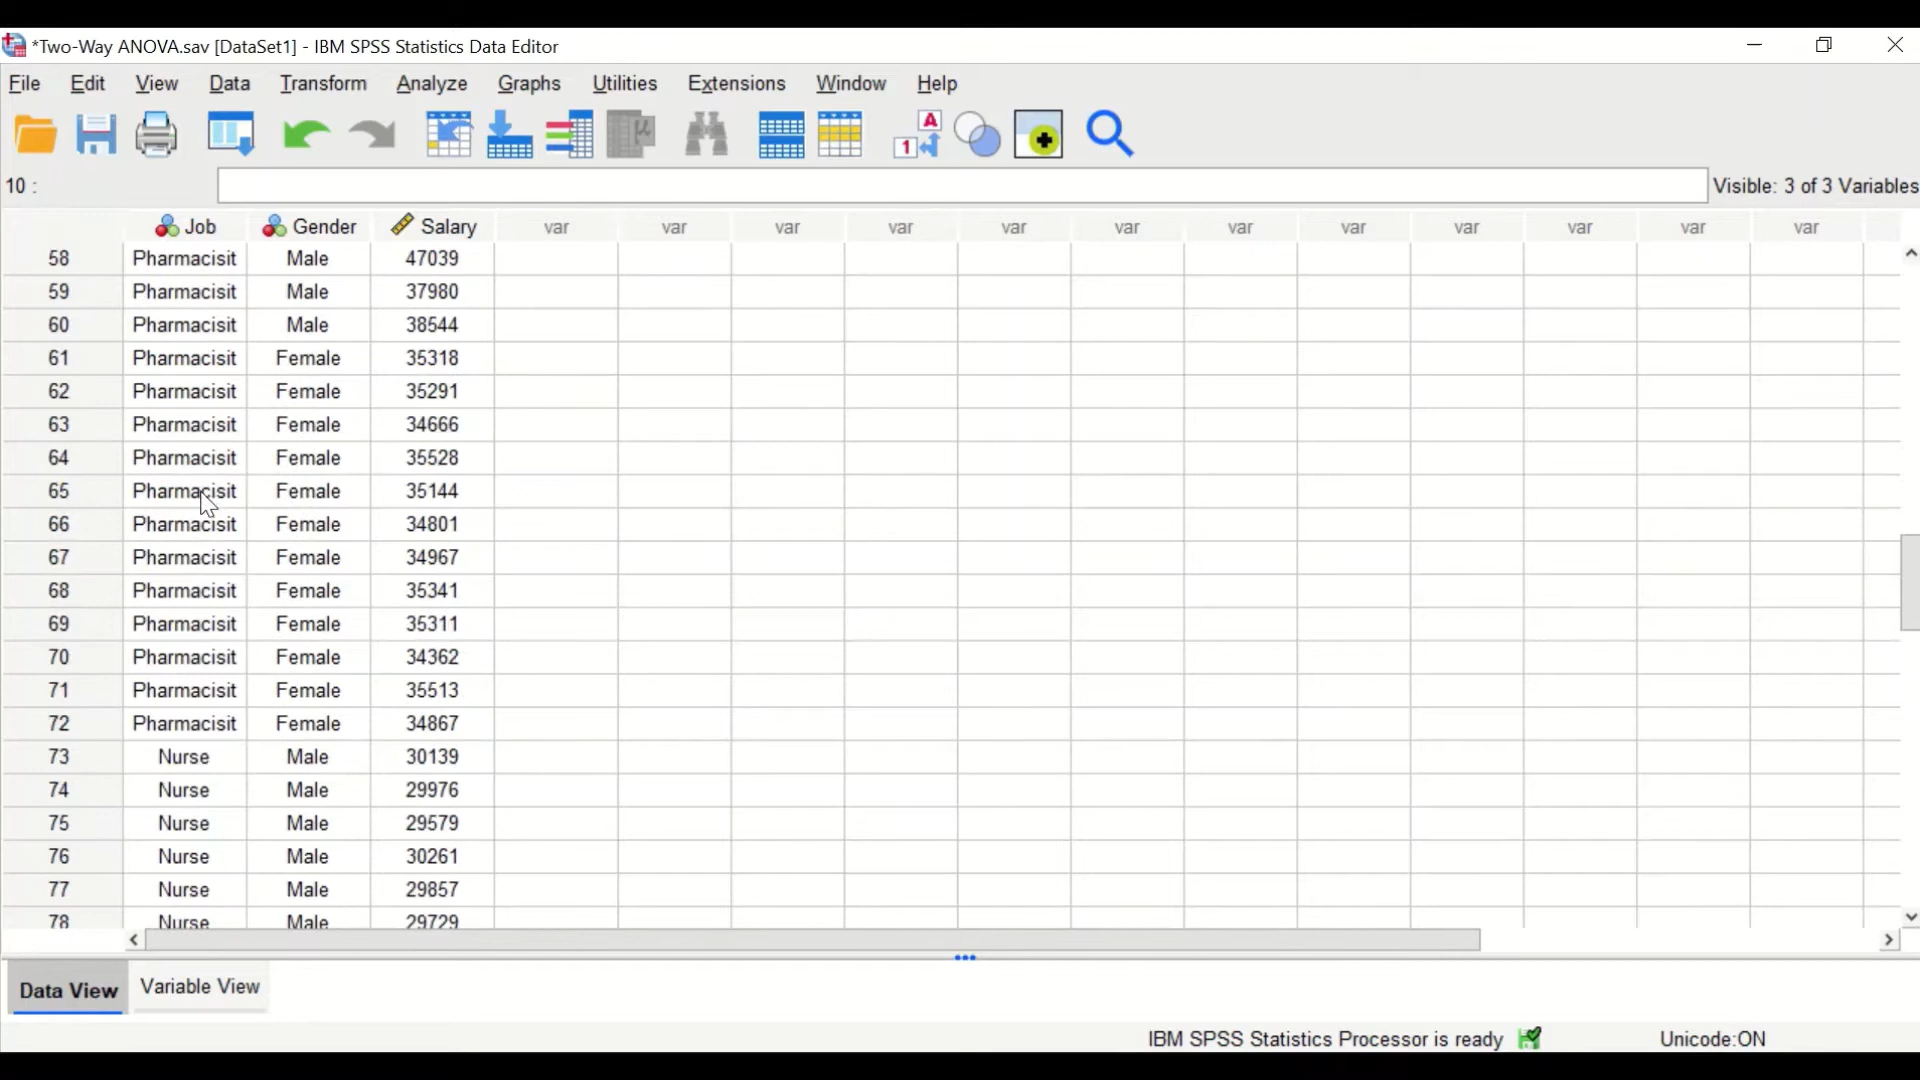 *Two-Way ANOVA.sav [DataSet1] - IBM SPSS Statistics Data Editor
File Edit View Data Transform Analyze Graphs Utilities Extensions Window Help
10 : Visible: 3 of 3 Variables
Job Gender Salary var var var var var var var var var var var var
58 Pharmacisit Male 47039
59 Pharmacisit Male 37980
60 Pharmacisit Male 38544
61 Pharmacisit Female 35318
62 Pharmacisit Female 35291
63 Pharmacisit Female 34666
64 Pharmacisit Female 35528
65 Pharmacisit Female 35144
66 Pharmacisit Female 34801
67 Pharmacisit Female 34967
68 Pharmacisit Female 35341
69 Pharmacisit Female 35311
70 Pharmacisit Female 34362
71 Pharmacisit Female 35513
72 Pharmacisit Female 34867
73 Nurse Male 30139
74 Nurse Male 29976
75 Nurse Male 29579
76 Nurse Male 30261
77 Nurse Male 29857
78 Nurse Male 29729
Data View Variable View
IBM SPSS Statistics Processor is ready Unicode:ON